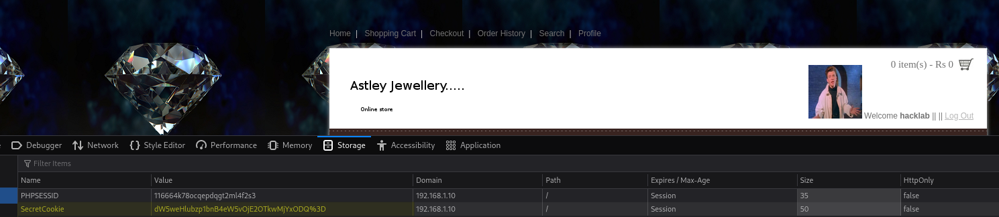 Home | Shopping Cart | Checkout | Order History | Search | Profile
0 item(s) - Rs 0
Astley Jewellery.....
Online store
Welcome hacklab || || Log Out
Debugger Network Style Editor Performance Memory Storage Accessibility Application
Filter Items
Name Value Domain Path Expires / Max-Age Size HttpOnly
PHPSESSID 116664k78ocqepdqgt2ml4f2s3 192.168.1.10 / Session 35 false
SecretCookie dW5weHlubzp1bnB4eW5vOjE2OTkwMjYxODQ%3D 192.168.1.10 / Session 50 false